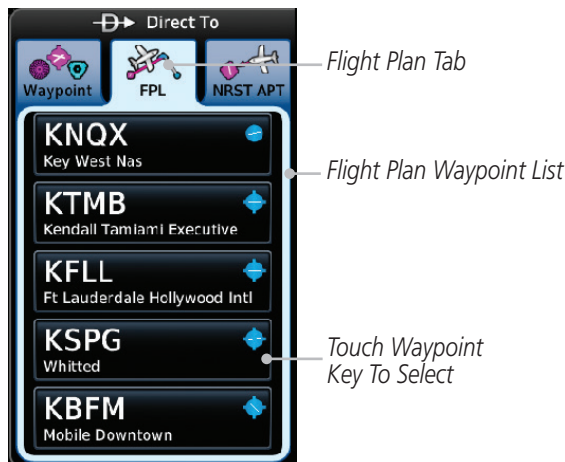 Direct To
Waypoint
FPL
NRST APT
Flight Plan Tab
KNQX
Key West Nas
Flight Plan Waypoint List
KTMB
Kendall Tamiami Executive
KFLL
Ft Lauderdale Hollywood Intl
KSPG
Whitted
Touch Waypoint
Key To Select
KBFM
Mobile Downtown